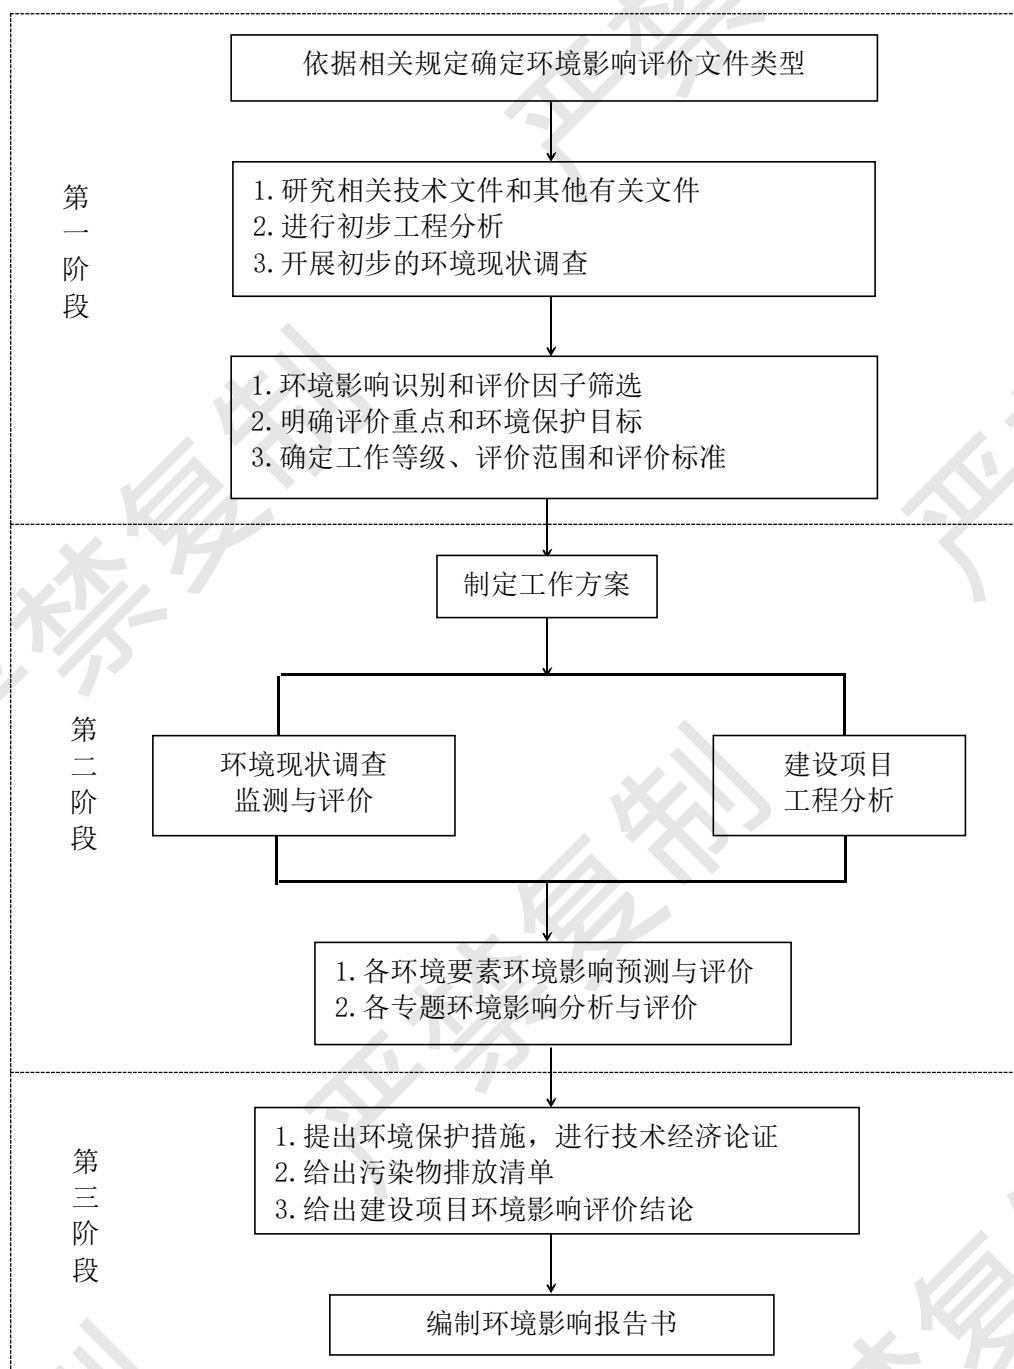 依据相关规定确定环境影响评价文件类型
第一阶段
1.研究相关技术文件和其他有关文件
2.进行初步工程分析
3.开展初步的环境现状调查
1.环境影响识别和评价因子筛选
2.明确评价重点和环境保护目标
3.确定工作等级、评价范围和评价标准
制定工作方案
第二阶段
环境现状调查
监测与评价
建设项目
工程分析
1.各环境要素环境影响预测与评价
2.各专题环境影响分析与评价
第三阶段
1.提出环境保护措施，进行技术经济论证
2.给出污染物排放清单
3.给出建设项目环境影响评价结论
编制环境影响报告书
严禁复制